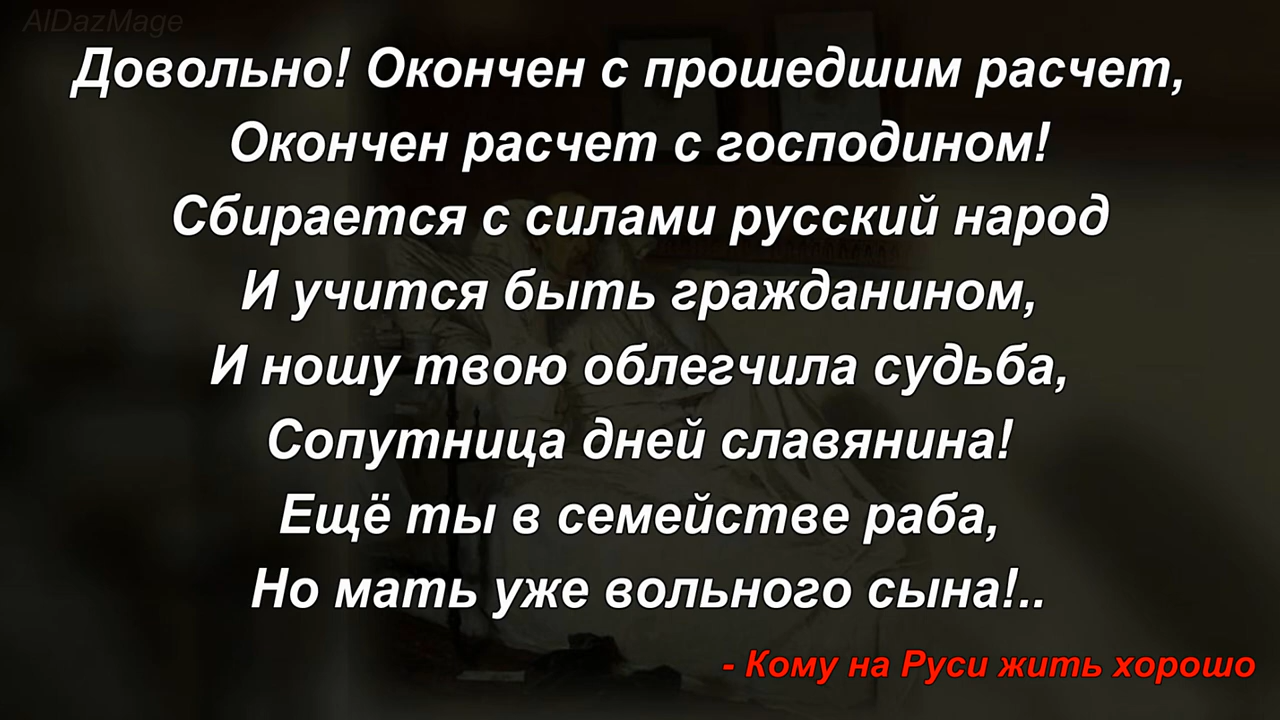 AlDazMage
Довольно! Окончен с прошедшим расчет,
Окончен расчет с господином!
Сбирается с силами русский народ
И учится быть гражданином,
И ношу твою облегчила судьба,
Сопутница дней славянина!
Ещё ты в семействе раба,
Но мать уже вольного сына!..
- Кому на Руси жить хорошо